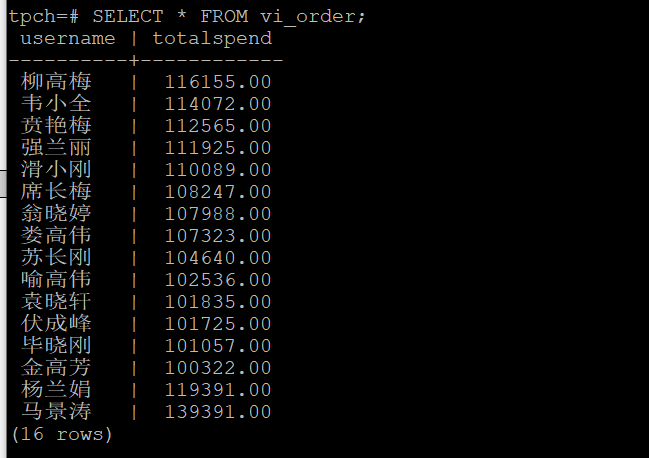 tpch=# SELECT * FROM vi_order;
 username | totalspend
----------+------------
 柳高梅   |  116155.00
 韦小全   |  114072.00
 贲艳梅   |  112565.00
 强兰丽   |  111925.00
 滑小刚   |  110089.00
 席长梅   |  108247.00
 翁晓婷   |  107988.00
 娄高伟   |  107323.00
 苏长刚   |  104640.00
 喻高伟   |  102536.00
 袁晓轩   |  101835.00
 伏成峰   |  101725.00
 毕晓刚   |  101057.00
 金高芳   |  100322.00
 杨兰娟   |  119391.00
 马景涛   |  139391.00
(16 rows)